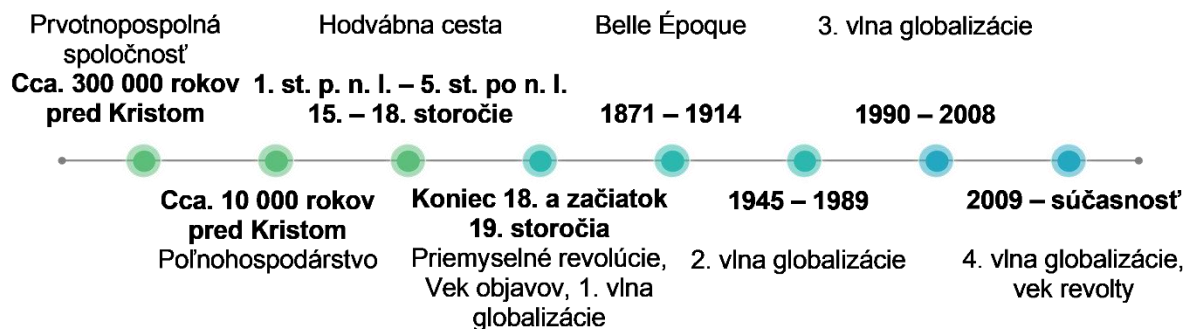 Prvotnopospolná
spoločnosť
Cca. 300 000 rokov
pred Kristom
Hodvábna cesta
1. st. p. n. l. – 5. st. po n. l.
15. – 18. storočie
Belle Époque
1871 – 1914
3. vlna globalizácie
1990 – 2008
Cca. 10 000 rokov
pred Kristom
Poľnohospodárstvo
Koniec 18. a začiatok
19. storočia
Priemyselné revolúcie,
Vek objavov, 1. vlna
globalizácie
1945 – 1989
2. vlna globalizácie
2009 – súčasnosť
4. vlna globalizácie,
vek revolty